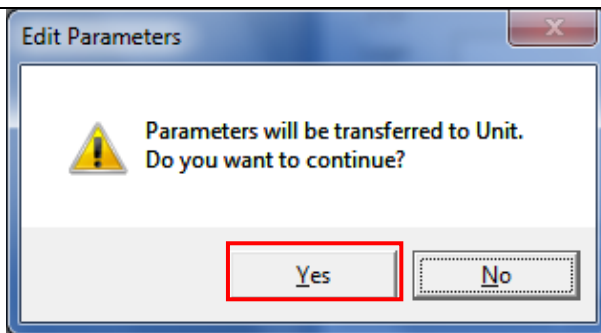 Edit Parameters
Parameters will be transferred to Unit.
Do you want to continue?
Yes
No